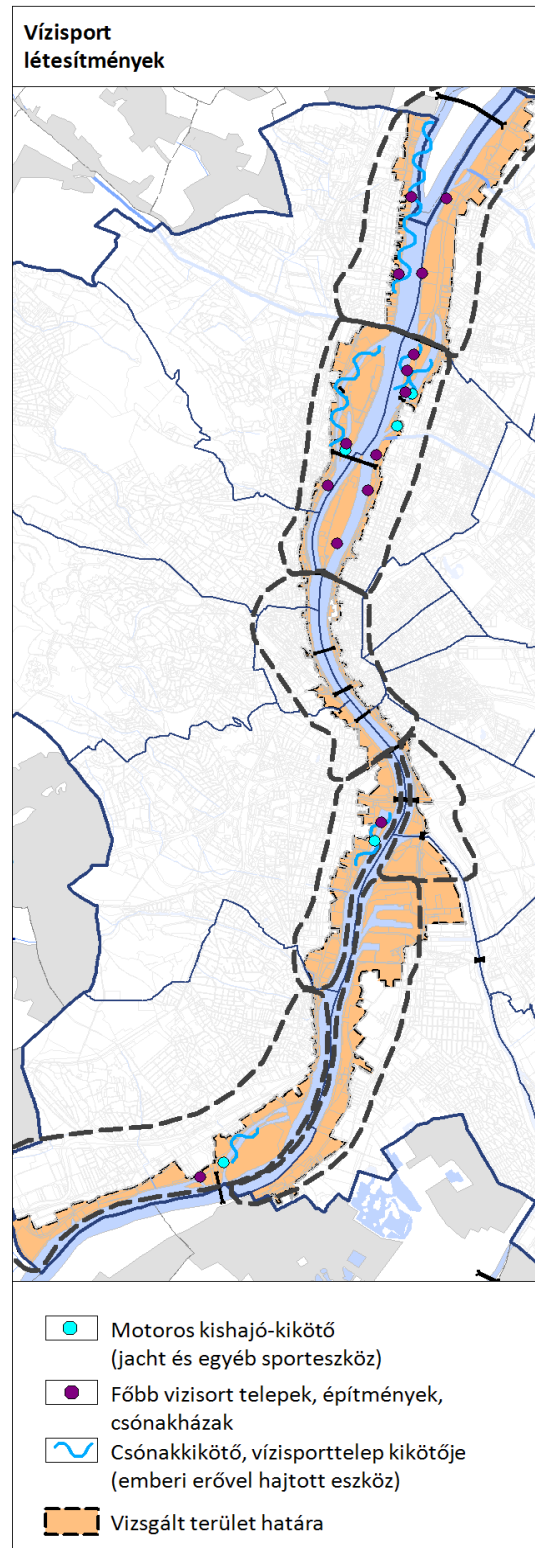 Vízisport
létesítmények
Motoros kishajó-kikötő
(jacht és egyéb sporteszköz)
Főbb vizisort telepek, építmények,
csónakházak
Csónakkikötő, vízisporttelep kikötője
(emberi erővel hajtott eszköz)
Vizsgált terület határa